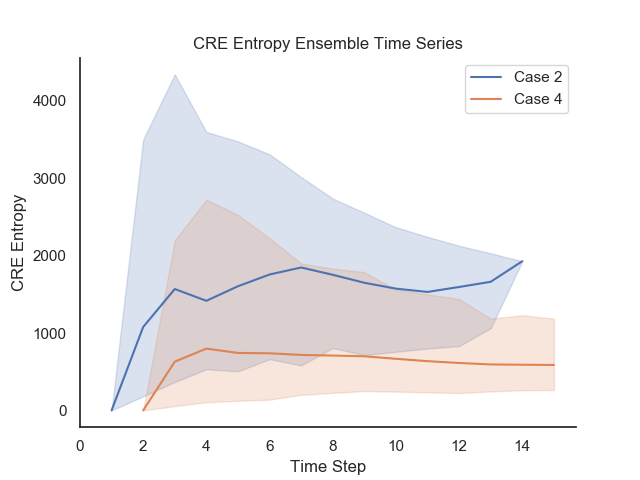 CRE Entropy Ensemble Time Series
Case 2
Case 4
4000
3000
2000
1000
0
CRE Entropy
0 2 4 6 8 10 12 14
Time Step